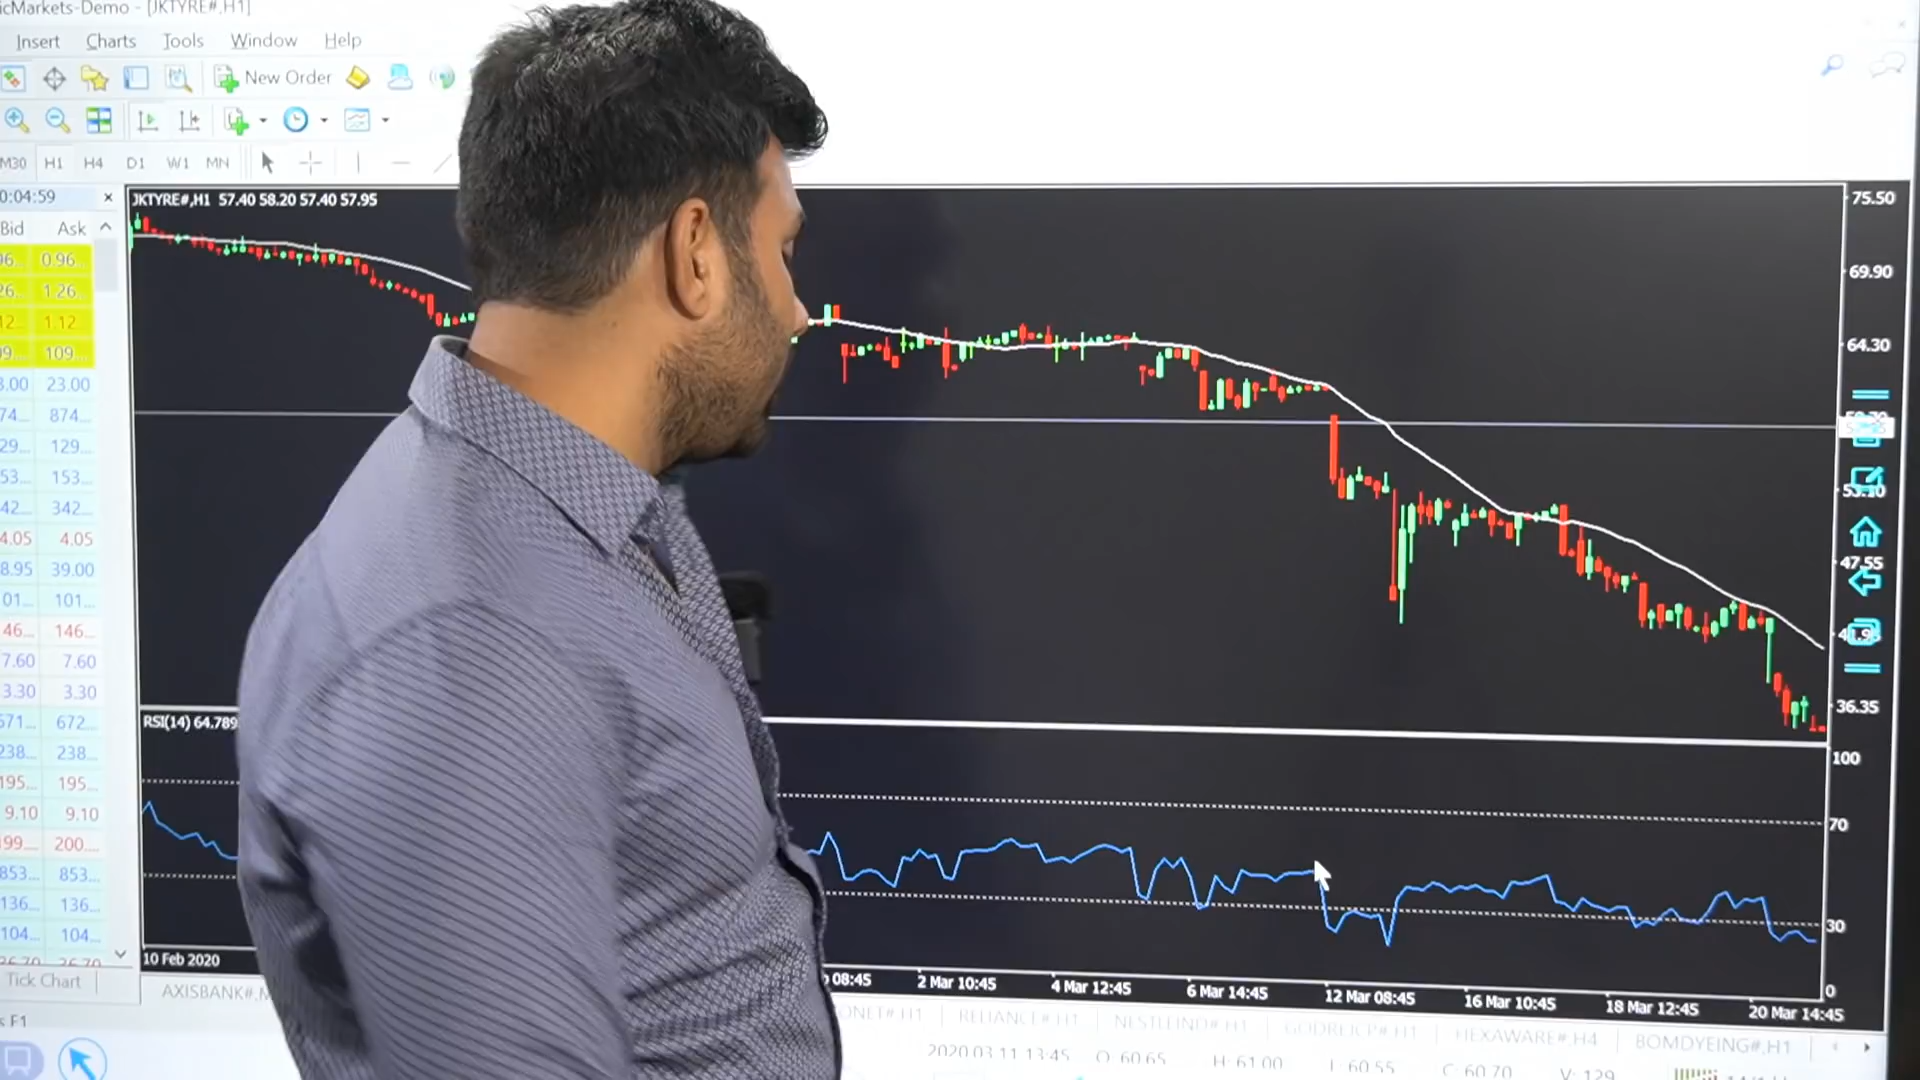 icMarkets-Demo - [JKTYRE#,H1]
Insert Charts Tools Window Help
New Order
M30 H1 H4 D1 W1 MN
0:04:59
Bid Ask
96.. 0.96...
26.. 1.26...
12.. 1.12...
09... 109...
3.00 23.00
74... 874...
29... 129...
53... 153...
42... 342...
4.05 4.05
8.95 39.00
01... 101...
46... 146...
7.60 7.60
3.30 3.30
571... 672...
238... 238...
195... 195...
9.10 9.10
199... 200...
853... 853...
136... 136...
104... 104...
Tick Chart
JKTYRE#,H1 57.40 58.20 57.40 57.95
75.50
69.90
64.30
53.10
47.55
36.35
RSI(14) 64.789
100
70
30
0
10 Feb 2020 08:45 2 Mar 10:45 4 Mar 12:45 6 Mar 14:45 12 Mar 08:45 16 Mar 10:45 18 Mar 12:45 20 Mar 14:45
AXISBANK#,M ONET#,H1 RELIANCE#,H1 NESTLEIND#,H1 GODREJCP#,H1 HEXAWARE#,H4 BOMDYEING#,H1
s F1
2020.03.11 13:45 O: 60.65 H: 61.00 L: 60.55 C: 60.70 V: 129